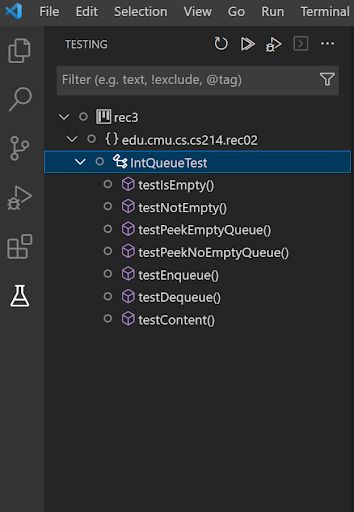 File Edit Selection View Go Run Terminal
TESTING
Filter (e.g. text, !exclude, @tag)
rec3
{} edu.cmu.cs.cs214.rec02
IntQueueTest
testIsEmpty()
testNotEmpty()
testPeekEmptyQueue()
testPeekNoEmptyQueue()
testEnqueue()
testDequeue()
testContent()